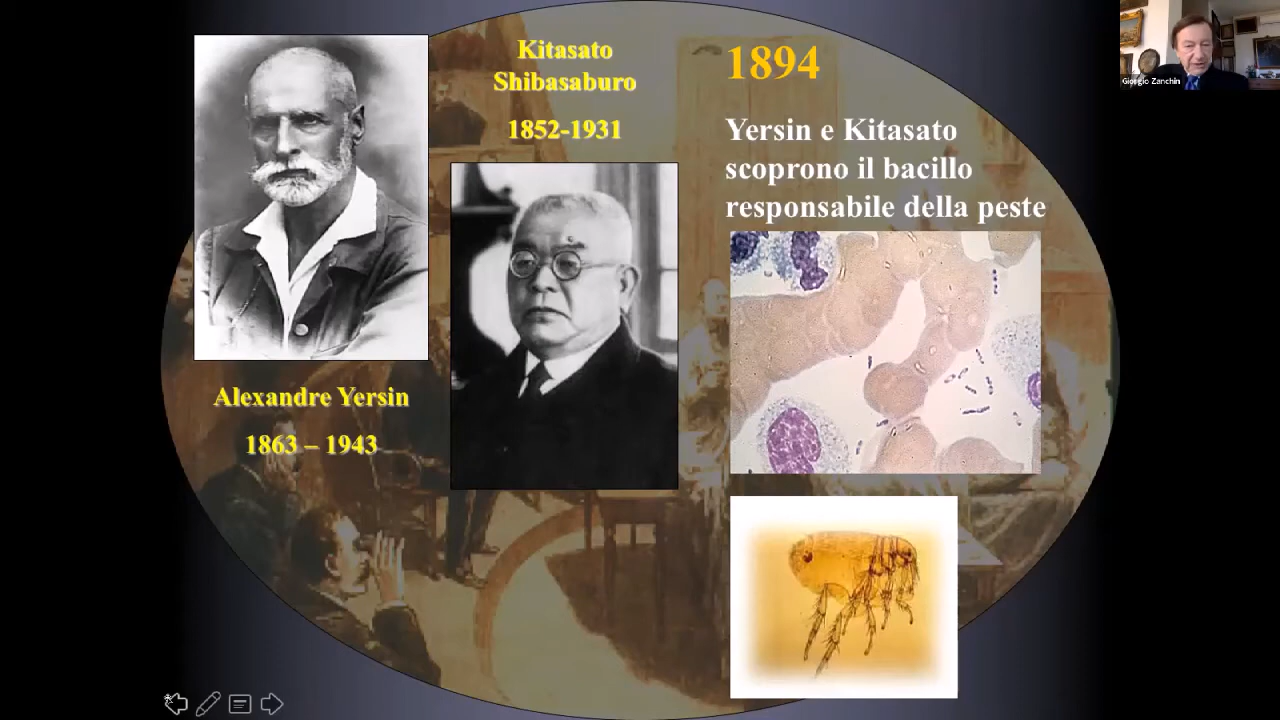 Kitasato
Shibasaburo
1852-1931
Alexandre Yersin
1863 – 1943
1894
Yersin e Kitasato
scoprono il bacillo
responsabile della peste
Giorgio Zanchin